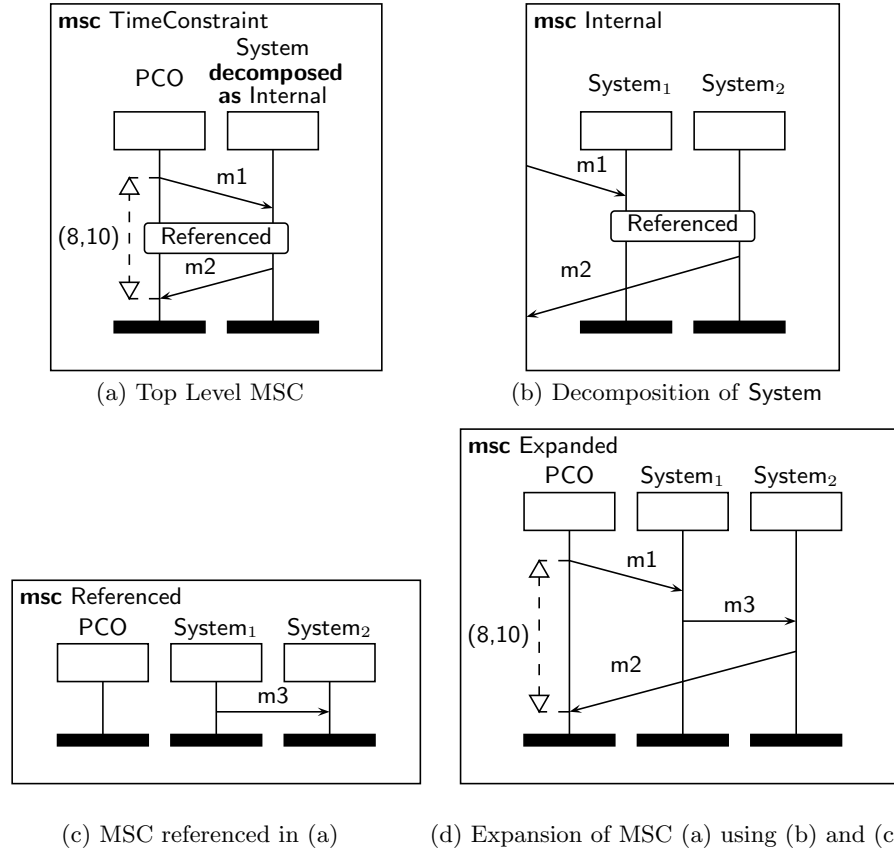 msc TimeConstraint
System
PCO decomposed
as Internal
m1
(8,10)
Referenced
m2
(a) Top Level MSC
msc Internal
System1 System2
m1
Referenced
m2
(b) Decomposition of System
msc Referenced
PCO System1 System2
m3
(c) MSC referenced in (a)
msc Expanded
PCO System1 System2
m1
m3
(8,10)
m2
(d) Expansion of MSC (a) using (b) and (c